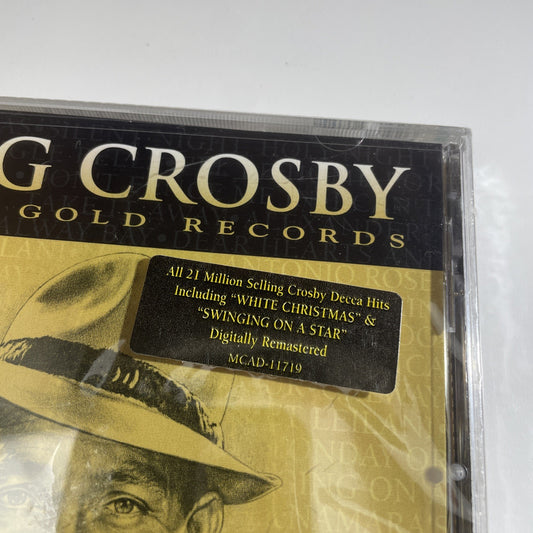 G CROSBY
GOLD RECORDS
All 21 Million Selling Crosby Decca Hits
Including "WHITE CHRISTMAS" &
"SWINGING ON A STAR"
Digitally Remastered
MCAD-11719